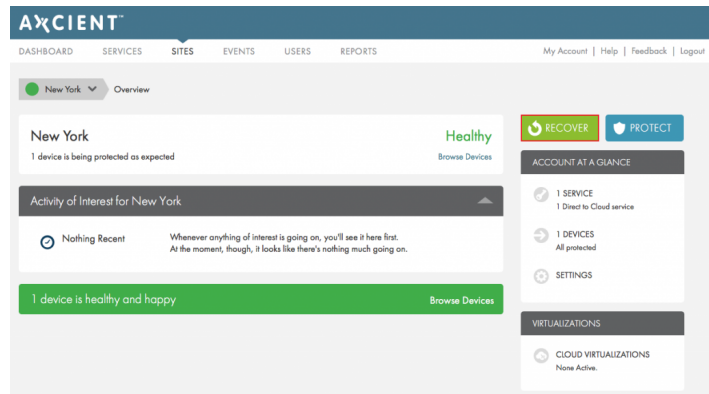 AXCIENT™
DASHBOARD SERVICES SITES EVENTS USERS REPORTS My Account | Help | Feedback | Logout
New York Overview
New York Healthy
1 device is being protected as expected Browse Devices
Activity of Interest for New York
Nothing Recent
Whenever anything of interest is going on, you'll see it here first.
At the moment, though, it looks like there's nothing much going on.
1 device is healthy and happy Browse Devices
RECOVER PROTECT
ACCOUNT AT A GLANCE
1 SERVICE
1 Direct to Cloud service
1 DEVICES
All protected
SETTINGS
VIRTUALIZATIONS
CLOUD VIRTUALIZATIONS
None Active.